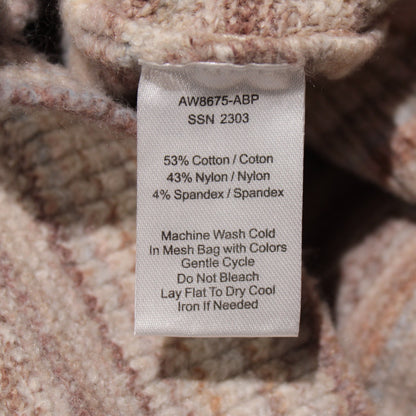 AW8675-ABP
SSN 2303
53% Cotton / Coton
43% Nylon / Nylon
4% Spandex / Spandex
Machine Wash Cold
In Mesh Bag with Colors
Gentle Cycle
Do Not Bleach
Lay Flat To Dry Cool
Iron If Needed